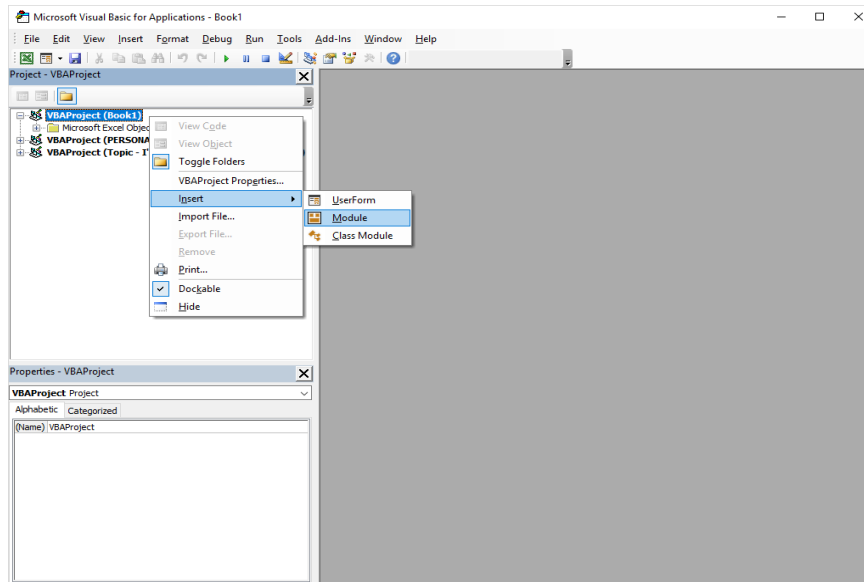 Microsoft Visual Basic for Applications - Book1
File Edit View Insert Format Debug Run Tools Add-Ins Window Help
Project - VBAProject
VBAProject (Book1)
Microsoft Excel Objec
VBAProject (PERSONA
VBAProject (Topic - I
View Code
View Object
Toggle Folders
VBAProject Properties...
Insert
Import File...
Export File...
Remove
Print...
Dockable
Hide
UserForm
Module
Class Module
Properties - VBAProject
VBAProject Project
Alphabetic Categorized
(Name) VBAProject